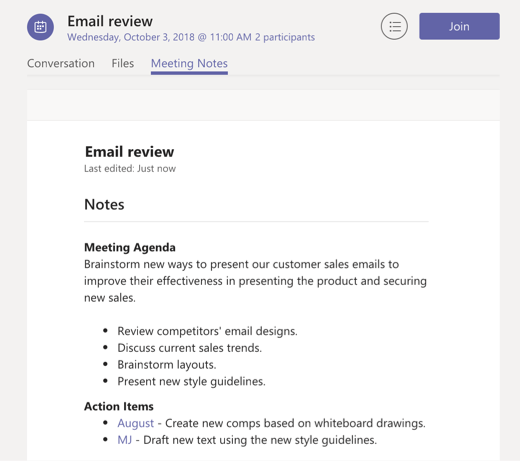 Email review
Wednesday, October 3, 2018 @ 11:00 AM 2 participants
Join
Conversation Files Meeting Notes
Email review
Last edited: Just now
Notes
Meeting Agenda
Brainstorm new ways to present our customer sales emails to
improve their effectiveness in presenting the product and securing
new sales.
• Review competitors' email designs.
• Discuss current sales trends.
• Brainstorm layouts.
• Present new style guidelines.
Action Items
• August - Create new comps based on whiteboard drawings.
• MJ - Draft new text using the new style guidelines.